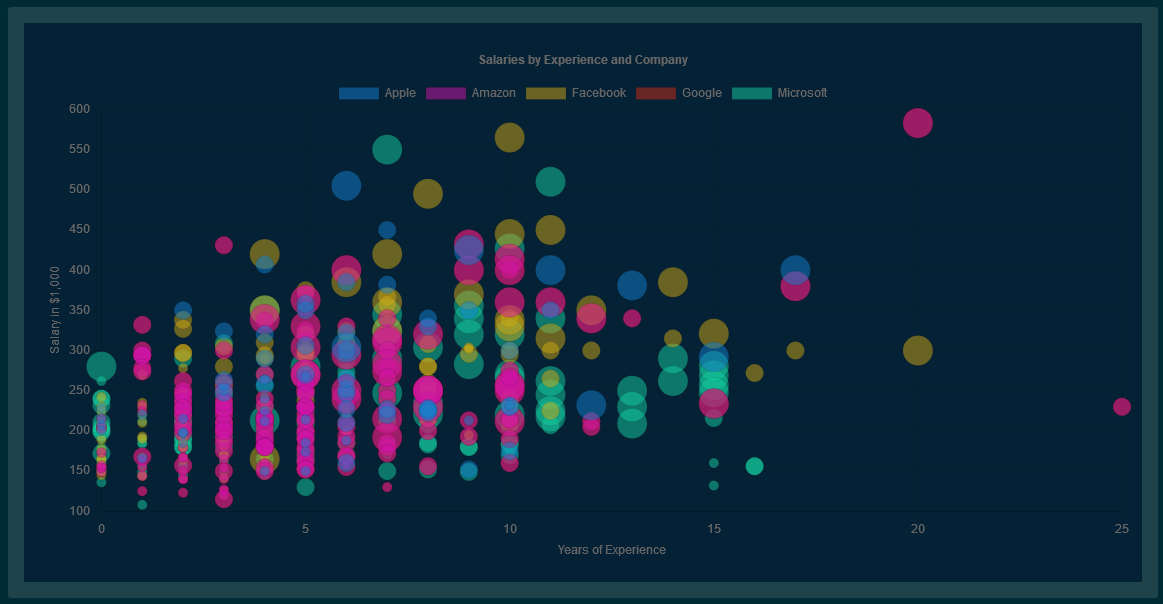 Salaries by Experience and Company
Apple Amazon Facebook Google Microsoft
600
550
500
450
400
350
300
250
200
150
100
Salary in $1,000
0 5 10 15 20 25
Years of Experience